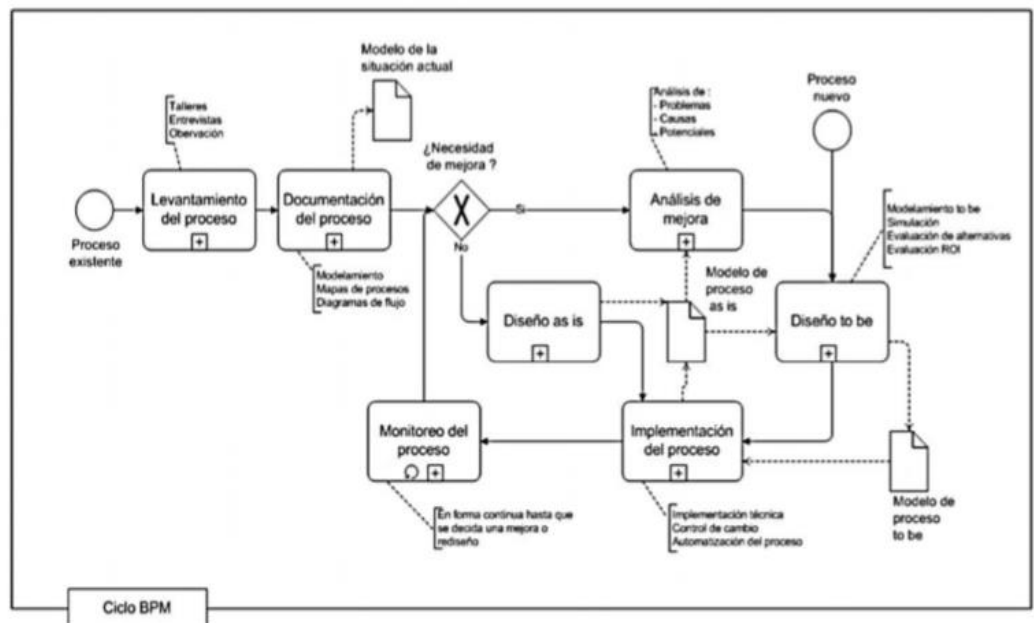 Modelo de la
situación actual
Proceso
nuevo
Talleres
Entrevistas
Obervación
Análisis de :
- Problemas
- Causas
- Potenciales
¿Necesidad
de mejora ?
Levantamiento
del proceso
Documentación
del proceso
Si
Análisis de
mejora
Modelamiento to be
Simulación
Evaluación de alternativas
Evaluación ROI
Proceso
existente
No
Modelamiento
Mapas de procesos
Diagramas de flujo
Modelo de
proceso
as is
Diseño as is
Diseño to be
Monitoreo del
proceso
Implementación
del proceso
Modelo de
proceso
to be
En forma continua hasta que
se decida una mejora o
rediseño
Implementación técnica
Control de cambio
Automatización del proceso
Ciclo BPM